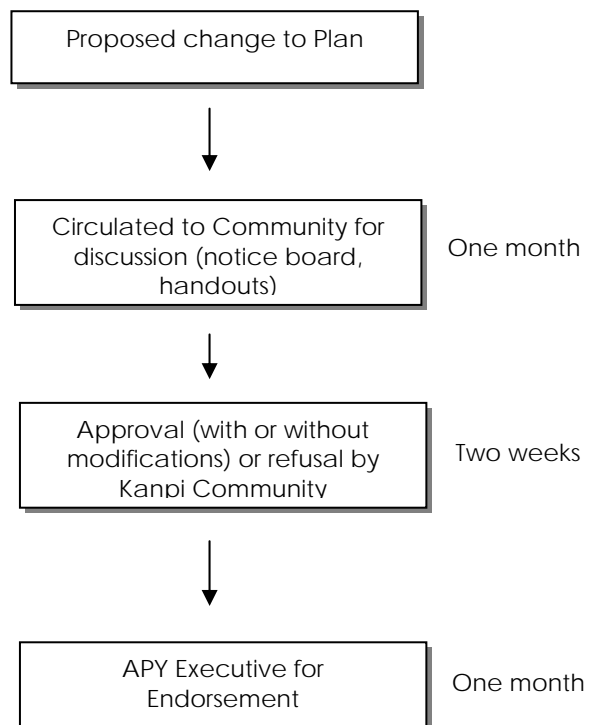 Proposed change to Plan
Circulated to Community for
discussion (notice board,
handouts)
One month
Approval (with or without
modifications) or refusal by
Kanpi Community
Two weeks
APY Executive for
Endorsement
One month